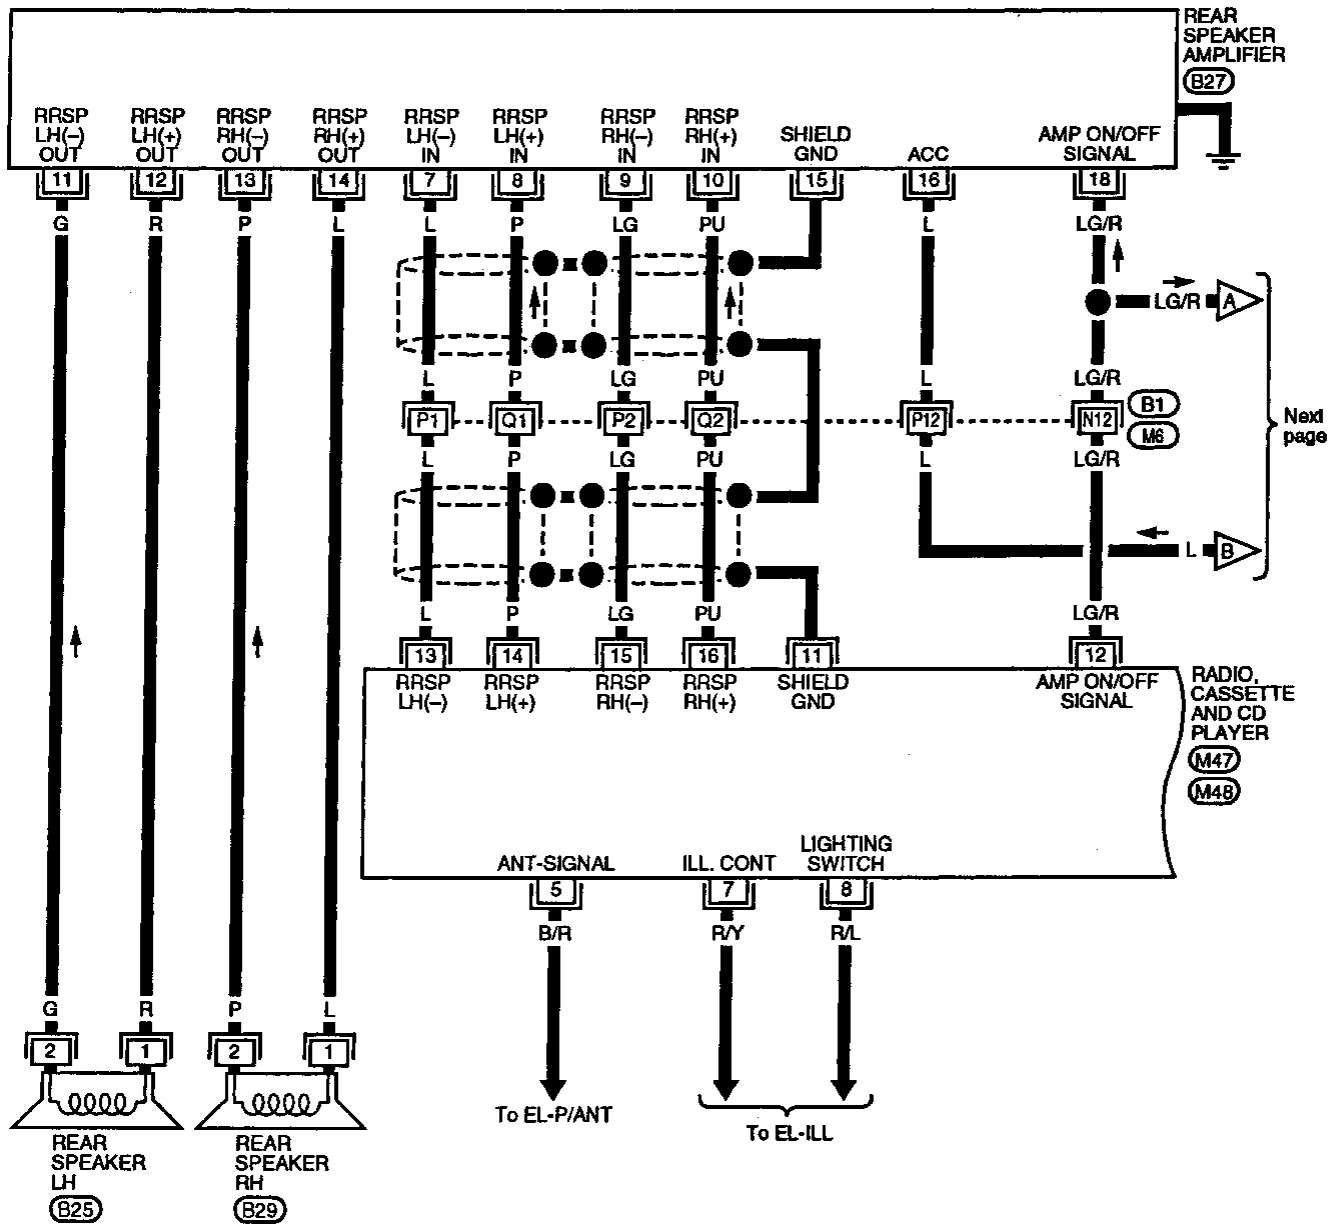 REAR
SPEAKER
AMPLIFIER
B27
RRSP LH(–) OUT
RRSP LH(+) OUT
RRSP RH(–) OUT
RRSP RH(+) OUT
RRSP LH(–) IN
RRSP LH(+) IN
RRSP RH(–) IN
RRSP RH(+) IN
SHIELD GND
ACC
AMP ON/OFF SIGNAL
11 12 13 14 7 8 9 10 15 16 18
G R P L L P LG PU L LG/R
LG/R A
L P LG PU L LG/R
P1 Q1 P2 Q2 P12 N12
B1
M6
Next
page
L P LG PU L LG/R
L B
L P LG PU LG/R
13 14 15 16 11 12
RRSP LH(–)
RRSP LH(+)
RRSP RH(–)
RRSP RH(+)
SHIELD GND
AMP ON/OFF SIGNAL
RADIO,
CASSETTE
AND CD
PLAYER
M47
M48
ANT-SIGNAL
ILL. CONT
LIGHTING SWITCH
5 7 8
B/R R/Y R/L
G R P L
2 1 2 1
To EL-P/ANT
To EL-ILL
REAR
SPEAKER
LH
B25
REAR
SPEAKER
RH
B29